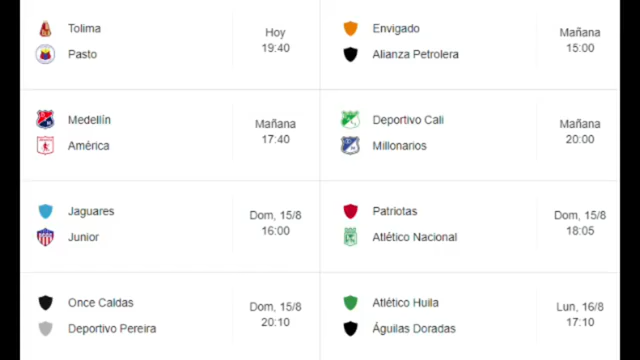 Tolima
Pasto
Hoy
19:40
Envigado
Alianza Petrolera
Mañana
15:00
Medellín
América
Mañana
17:40
Deportivo Cali
Millonarios
Mañana
20:00
Jaguares
Junior
Dom, 15/8
16:00
Patriotas
Atlético Nacional
Dom, 15/8
18:05
Once Caldas
Deportivo Pereira
Dom, 15/8
20:10
Atlético Huila
Águilas Doradas
Lun, 16/8
17:10